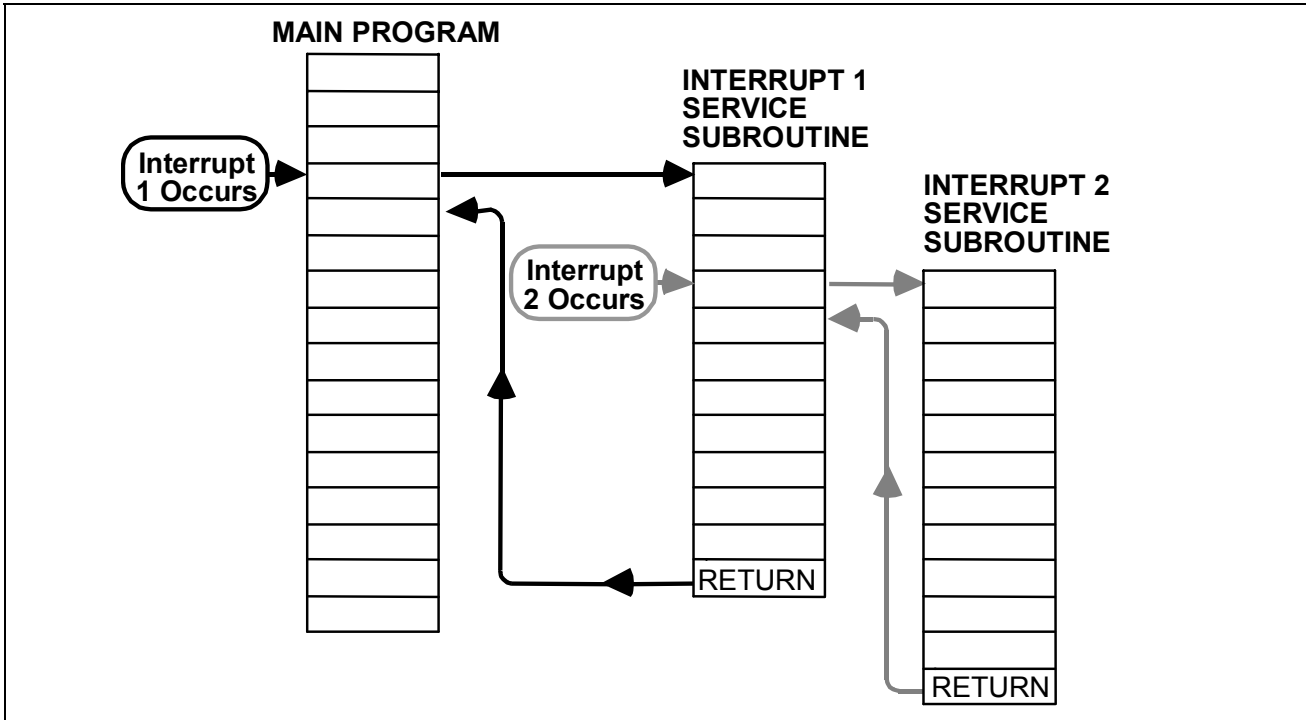 MAIN PROGRAM
INTERRUPT 1
SERVICE
SUBROUTINE
Interrupt
1 Occurs
INTERRUPT 2
SERVICE
SUBROUTINE
Interrupt
2 Occurs
RETURN
RETURN